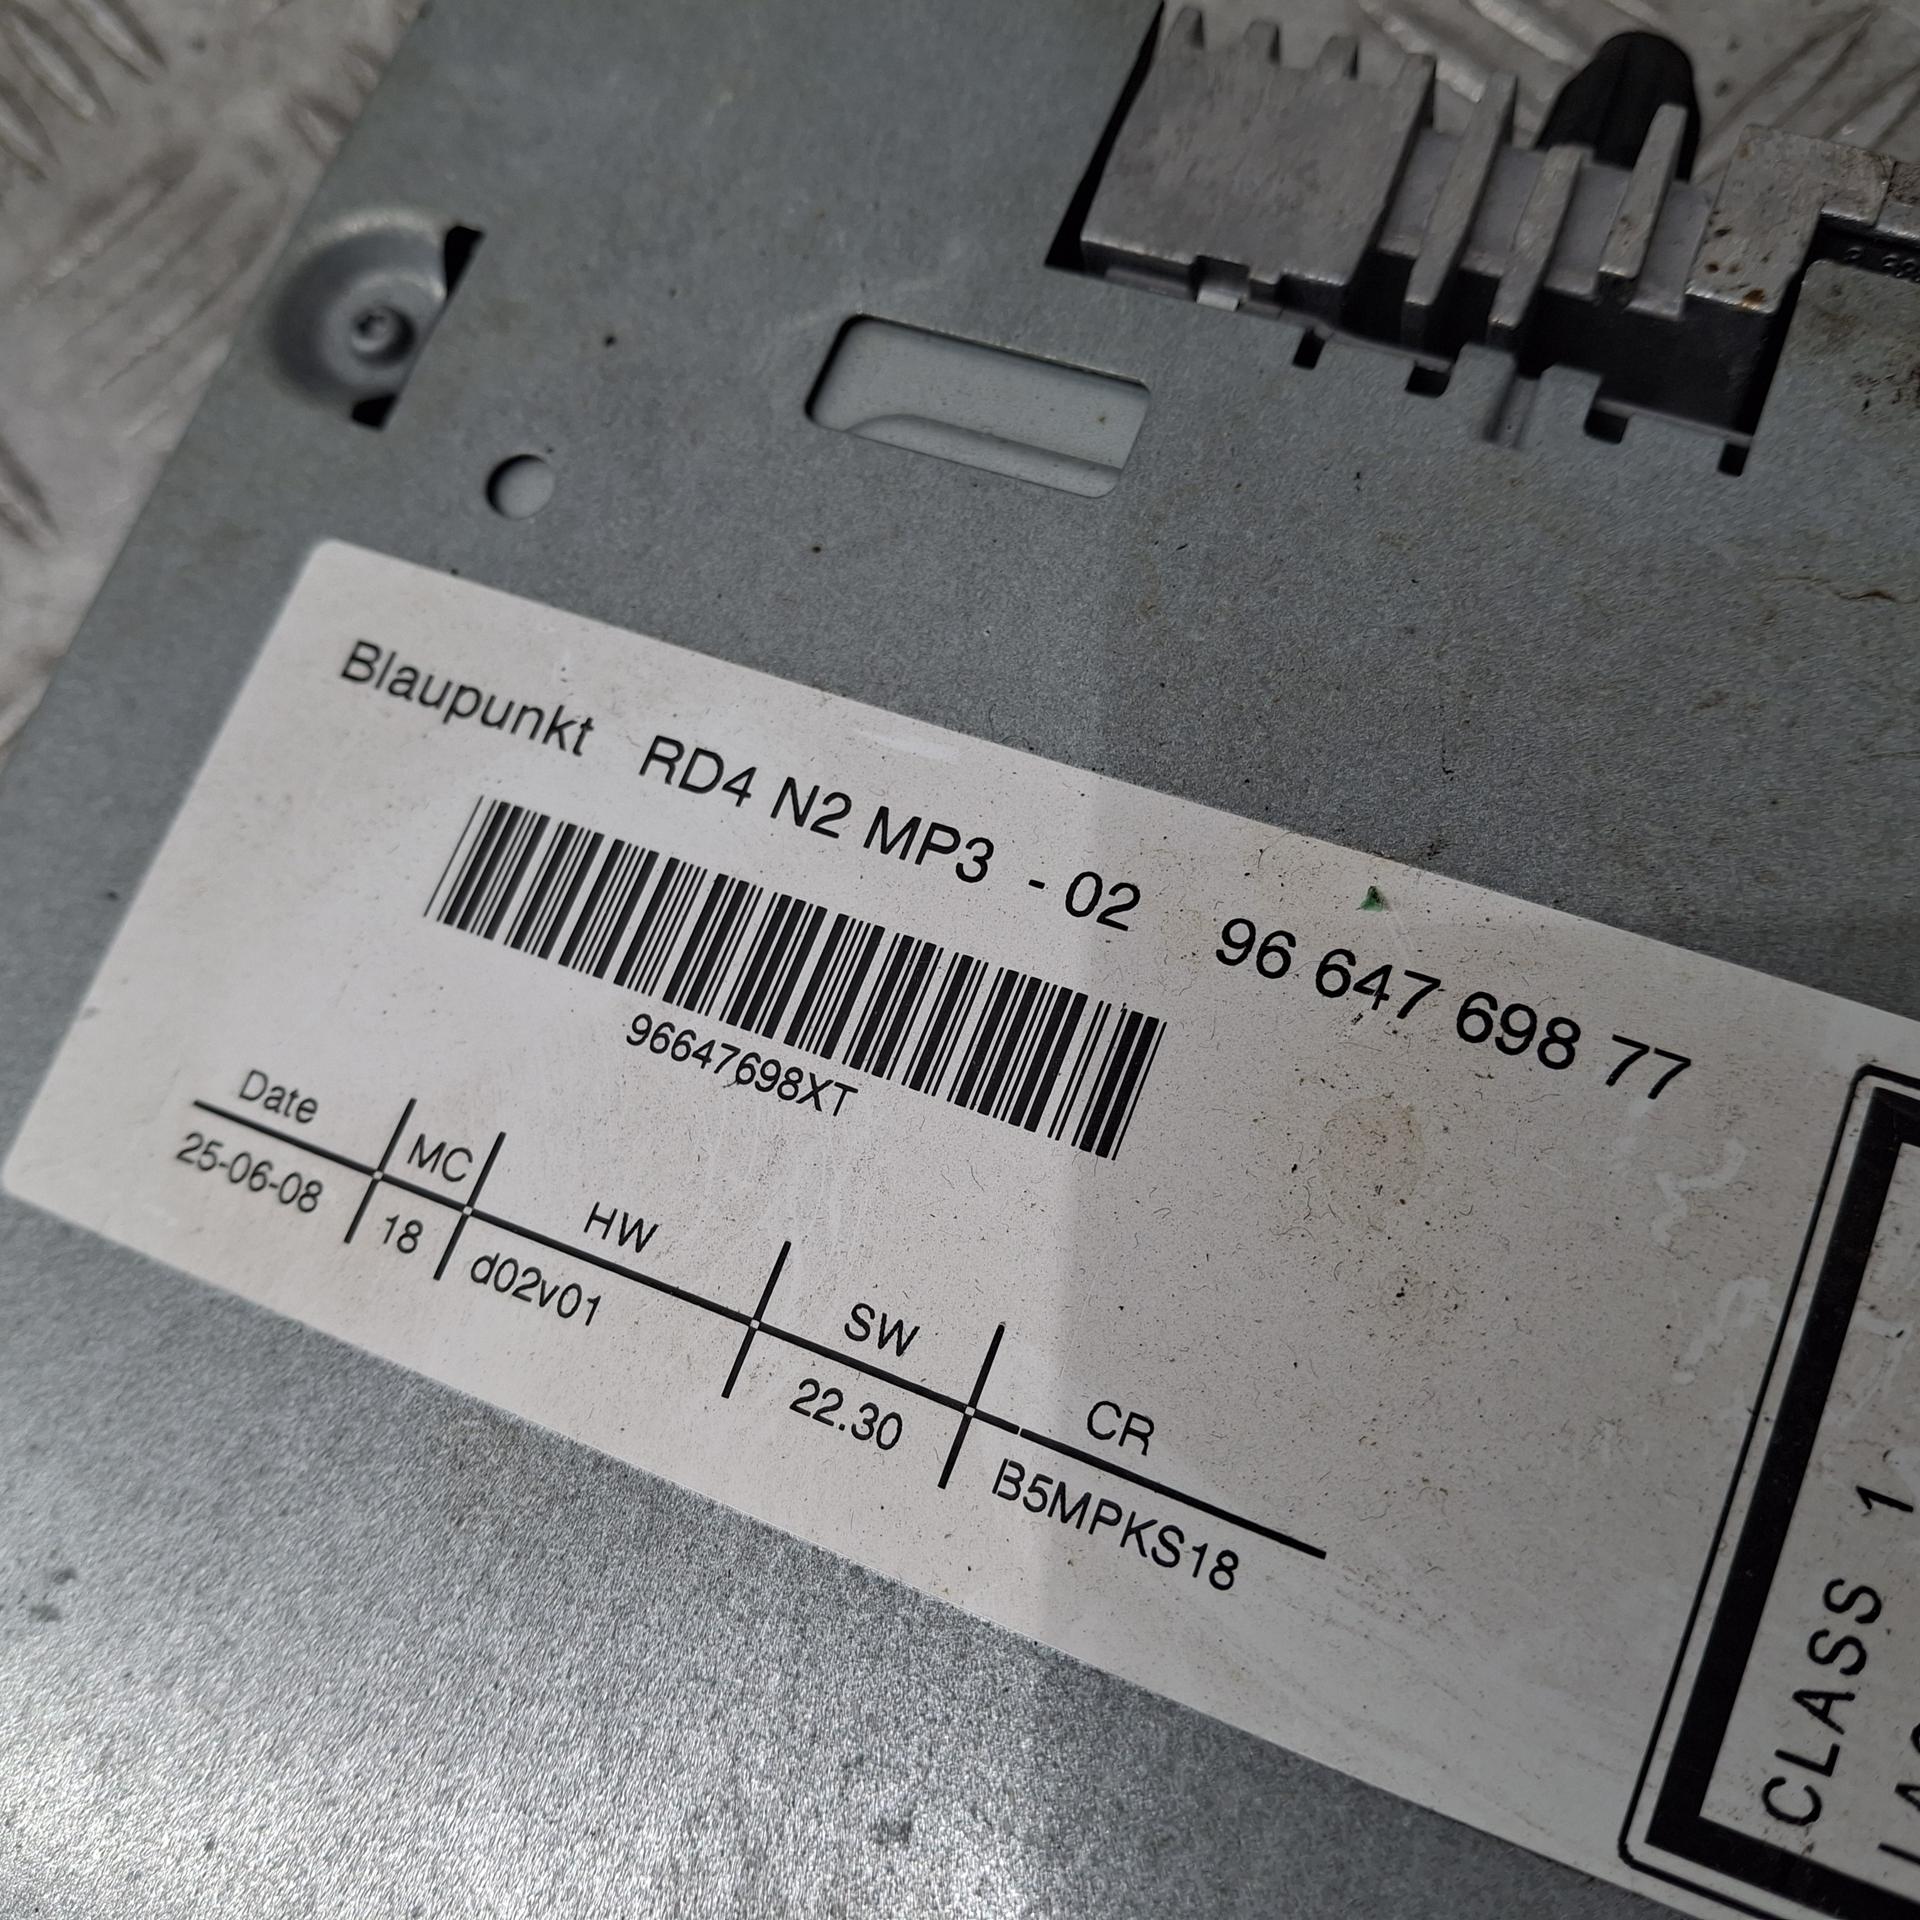 Blaupunkt RD4 N2 MP3 - 02 96 647 698 77
96647698XT
Date MC HW SW CR
25-06-08 18 d02v01 22.30 B5MPKS18
CLASS 1